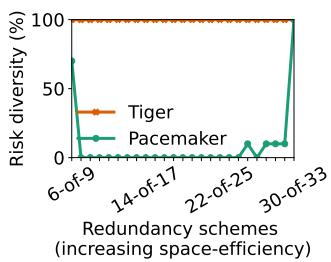 Risk diversity (%)
100
50
0
Tiger
Pacemaker
6-of-9
14-of-17
22-of-25
30-of-33
Redundancy schemes
(increasing space-efficiency)